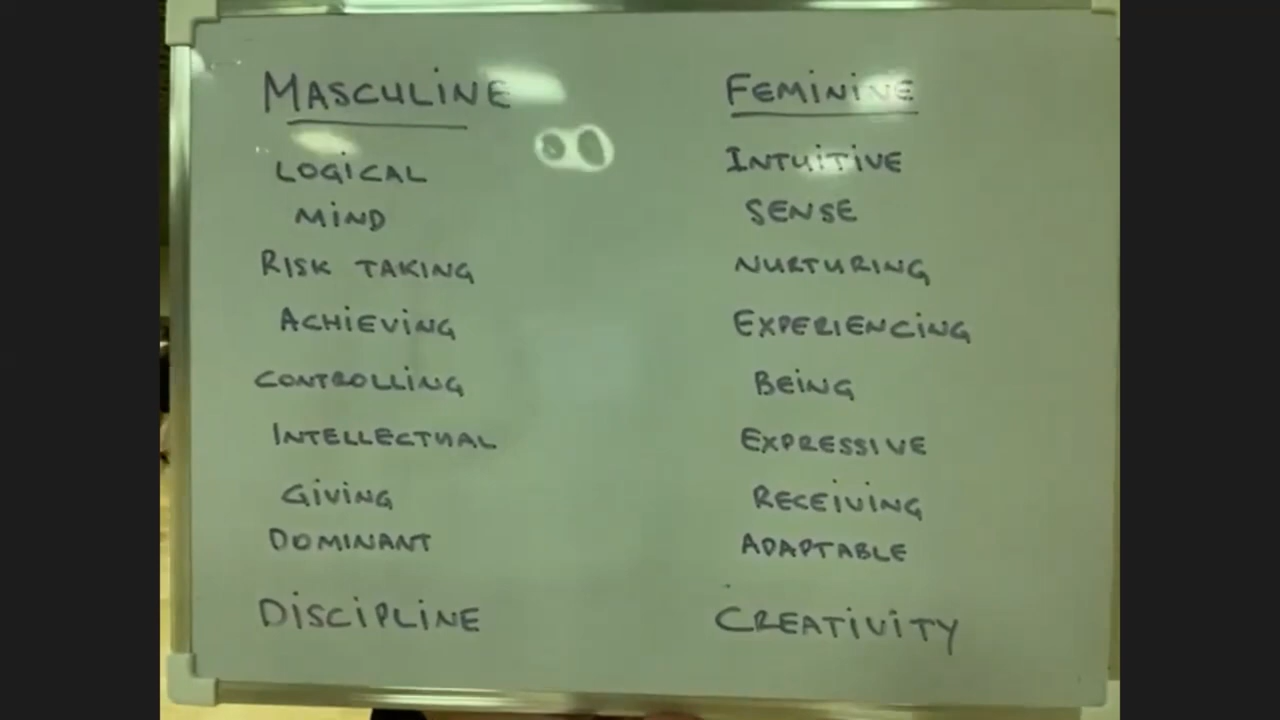 MASCULINE
LOGICAL
MIND
RISK TAKING
ACHIEVING
CONTROLLING
INTELLECTUAL
GIVING
DOMINANT
DISCIPLINE
FEMININE
INTUITIVE
SENSE
NURTURING
EXPERIENCING
BEING
EXPRESSIVE
RECEIVING
ADAPTABLE
CREATIVITY